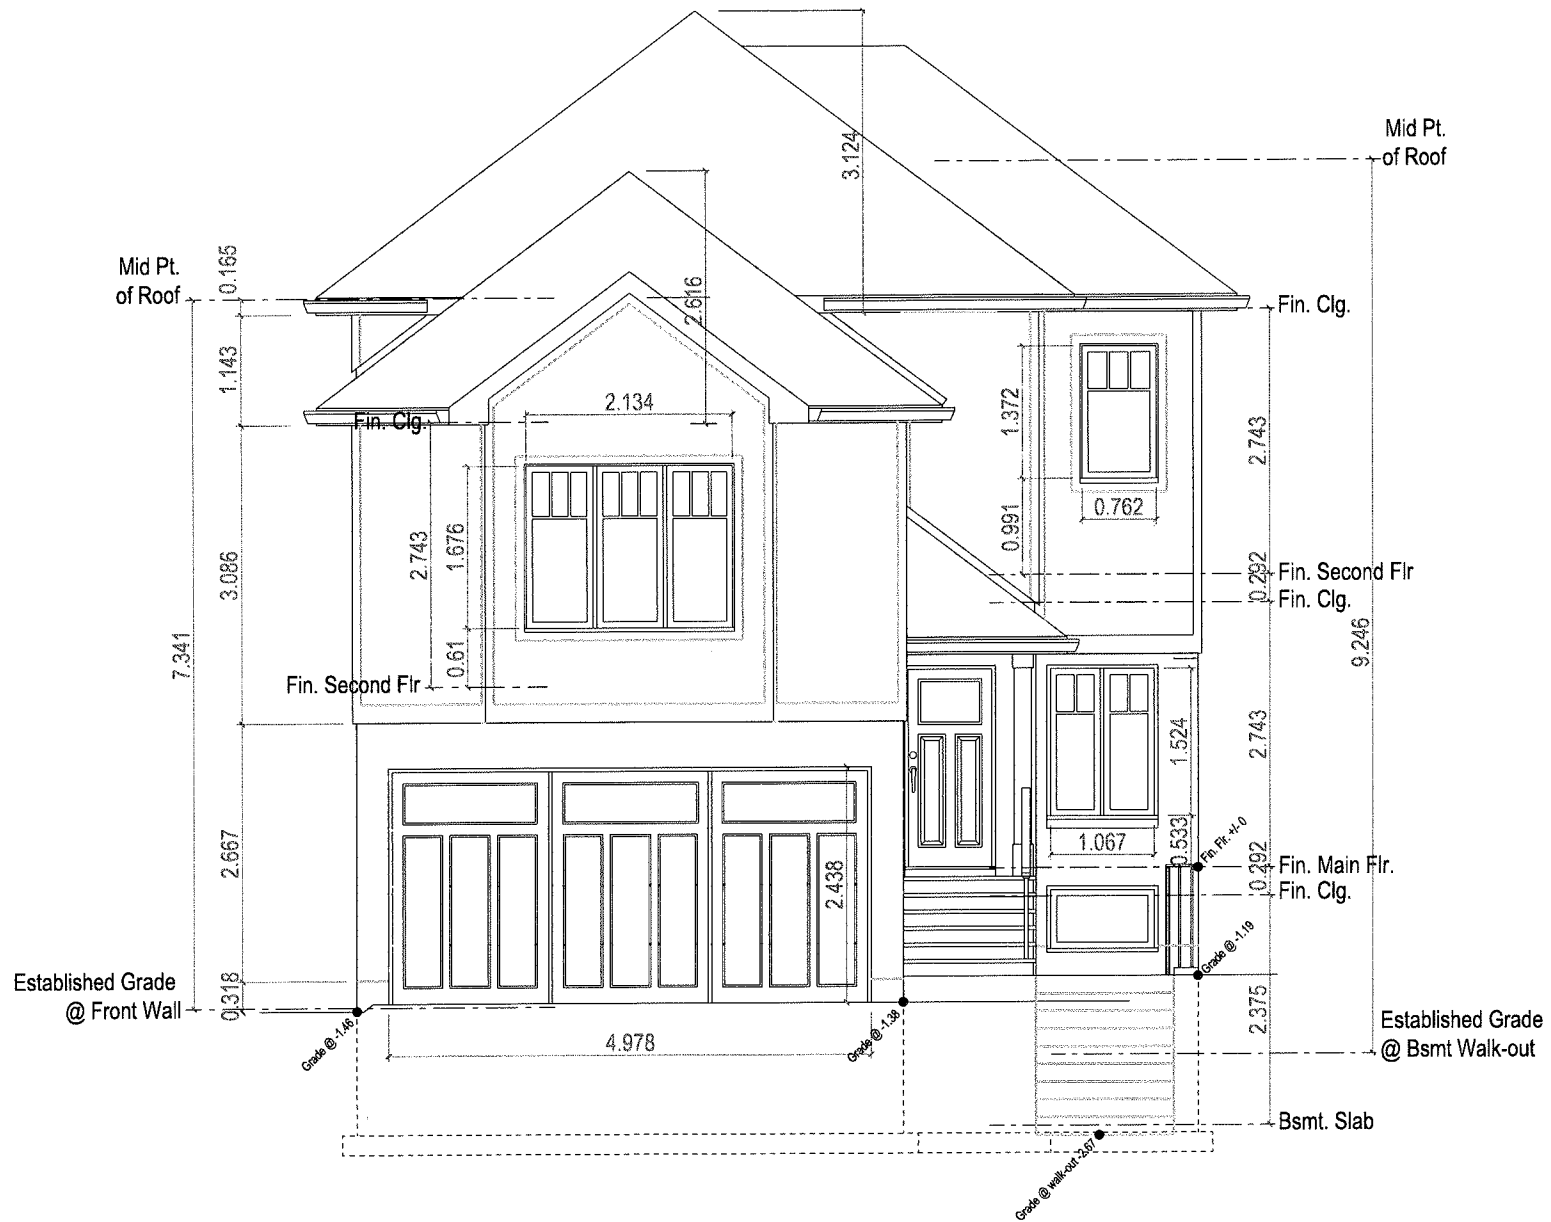 3.124
Mid Pt.
of Roof
Mid Pt.
of Roof
0.165
2.616
Fin. Clg.
1.143
1.372
2.134
Fin. Clg.
2.743
0.762
0.991
1.676
2.743
3.086
0.292
Fin. Second Flr
Fin. Clg.
7.341
9.246
0.61
Fin. Second Flr
1.524
2.743
Fin. Flr. +/- 0
1.067
0.533
2.667
2.438
0.292
Fin. Main Flr.
Fin. Clg.
Grade @ -1.19
Established Grade
@ Front Wall
0.318
2.375
Grade @ -1.46
4.978
Grade @ -1.38
Established Grade
@ Bsmt Walk-out
Bsmt. Slab
Grade @ walk-out -2.67